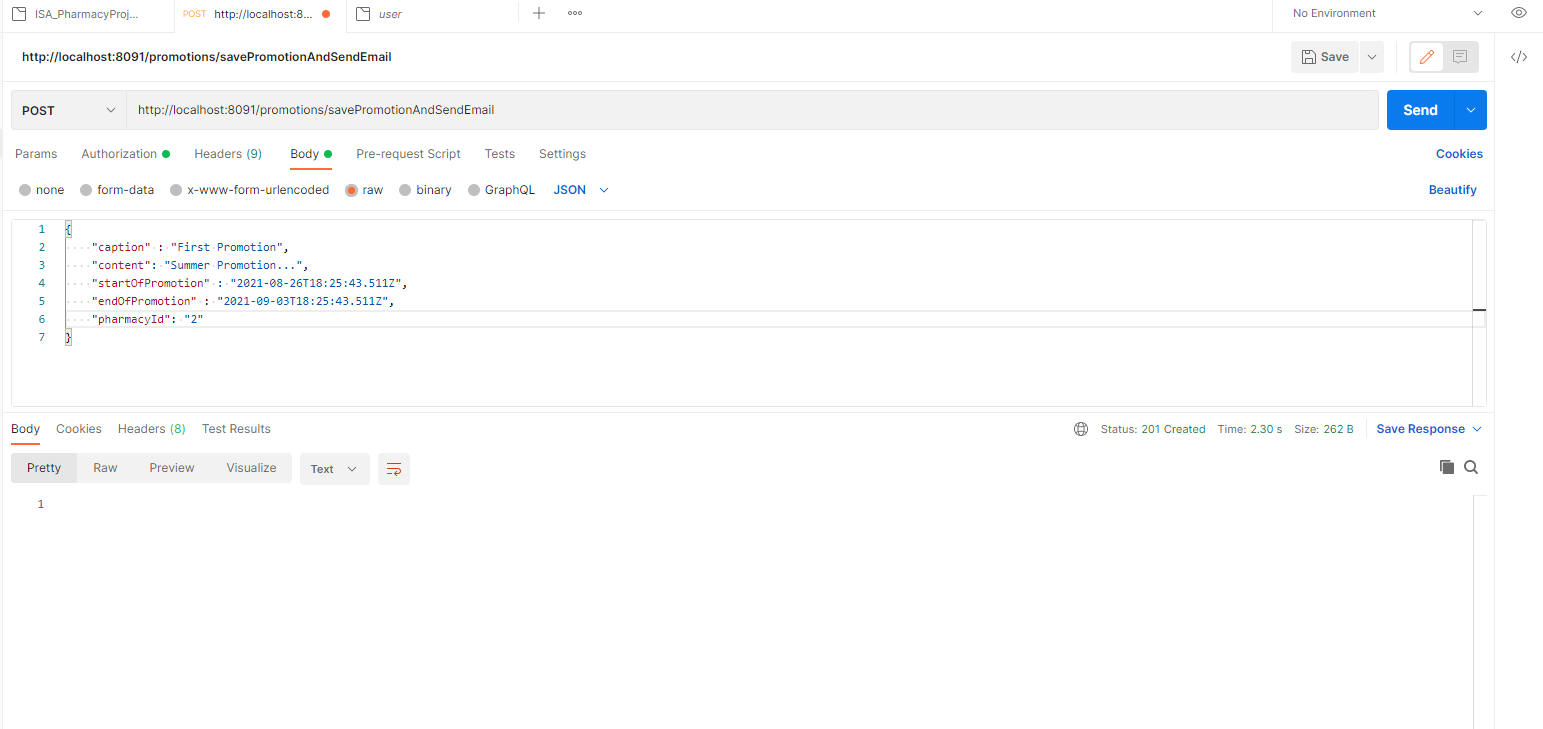 ISA_PharmacyProj...
POST http://localhost:8...
user
No Environment
http://localhost:8091/promotions/savePromotionAndSendEmail
Save
POST
http://localhost:8091/promotions/savePromotionAndSendEmail
Send
Params Authorization Headers (9) Body Pre-request Script Tests Settings Cookies
none form-data x-www-form-urlencoded raw binary GraphQL JSON Beautify
1 {
2 "caption" : "First Promotion",
3 "content": "Summer Promotion...",
4 "startOfPromotion" : "2021-08-26T18:25:43.511Z",
5 "endOfPromotion" : "2021-09-03T18:25:43.511Z",
6 "pharmacyId": "2"
7 }
Body Cookies Headers (8) Test Results Status: 201 Created Time: 2.30 s Size: 262 B Save Response
Pretty Raw Preview Visualize Text
1